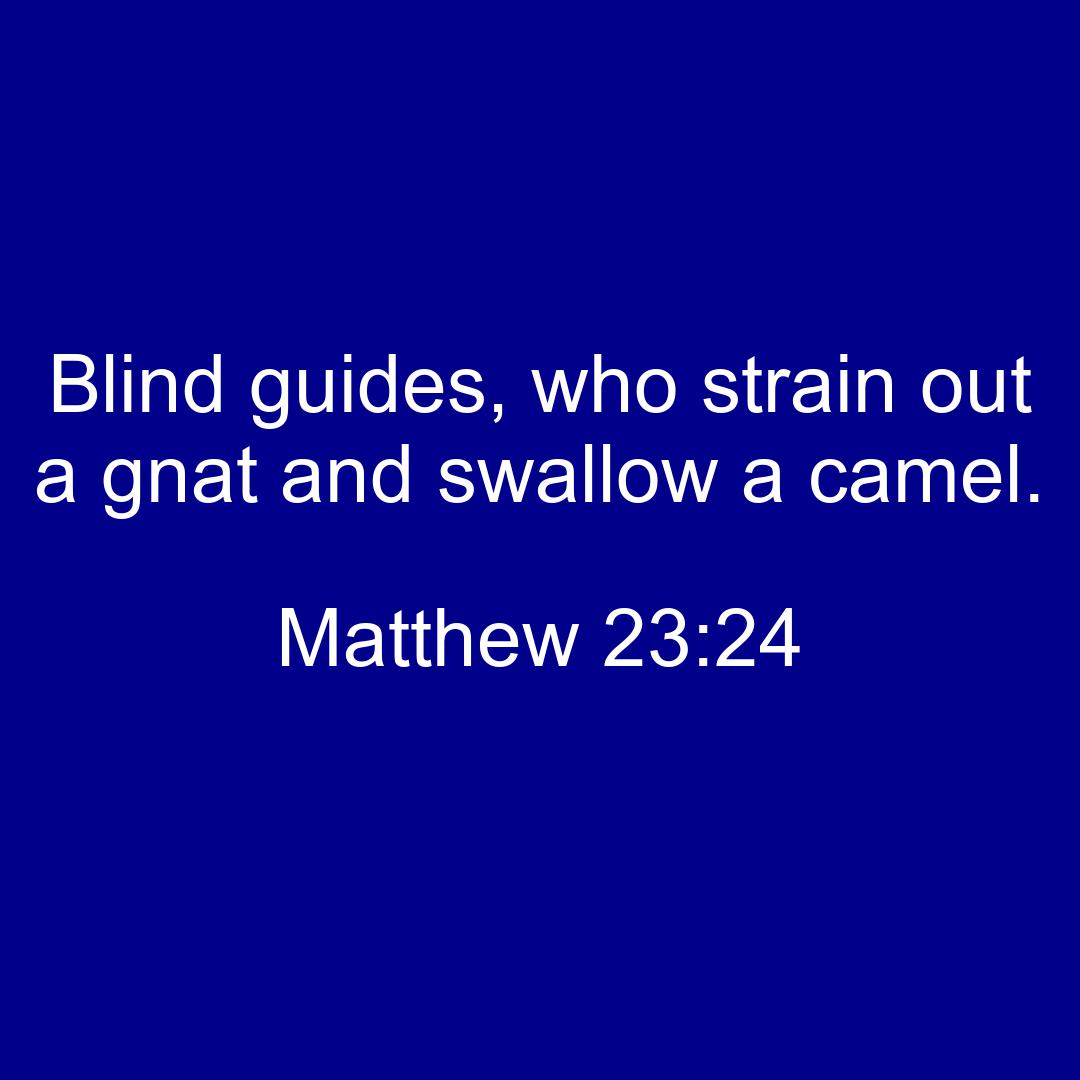 Blind guides, who strain out
a gnat and swallow a camel.
Matthew 23:24